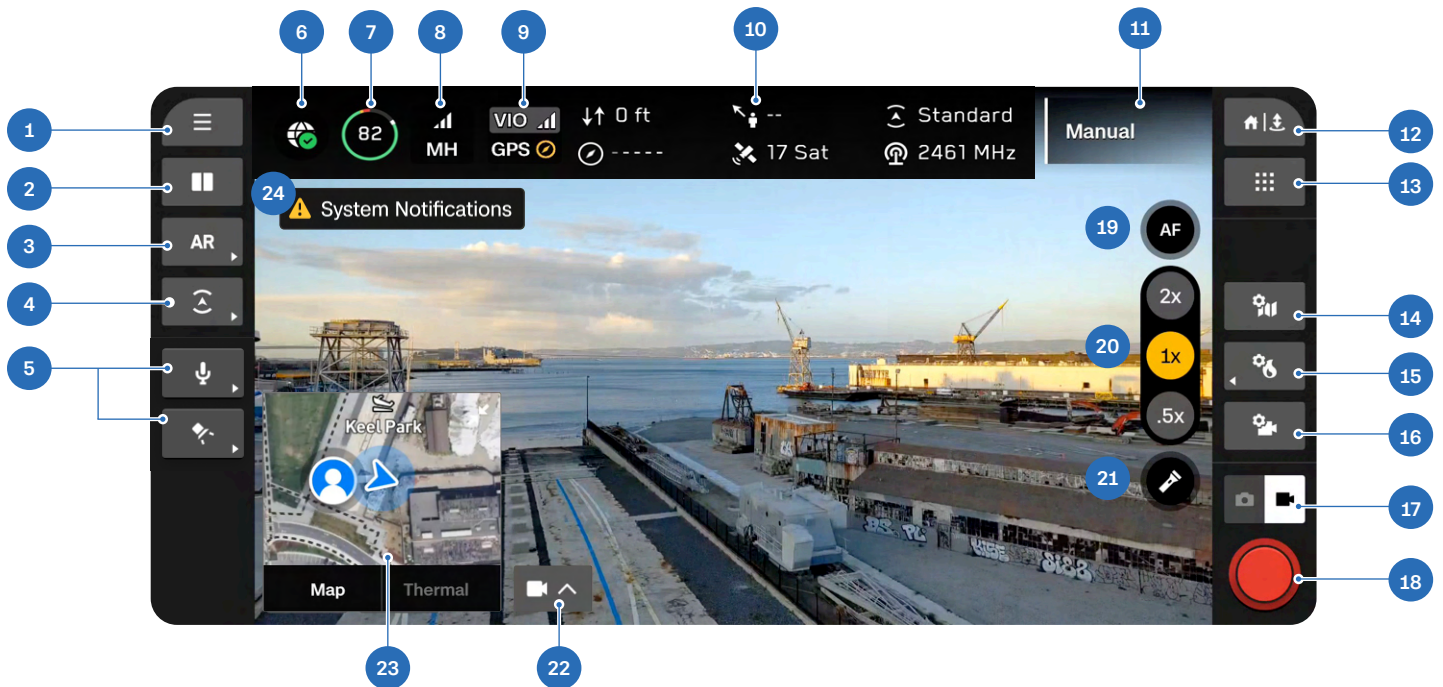 6
7
8
9
10
11
1
2
3
4
5
AR
82
MH
VIO
GPS
0 ft
-----
--
17 Sat
Standard
2461 MHz
Manual
24
System Notifications
12
13
14
15
16
17
18
19
AF
2x
20
1x
.5x
21
Keel Park
Map
Thermal
23
22